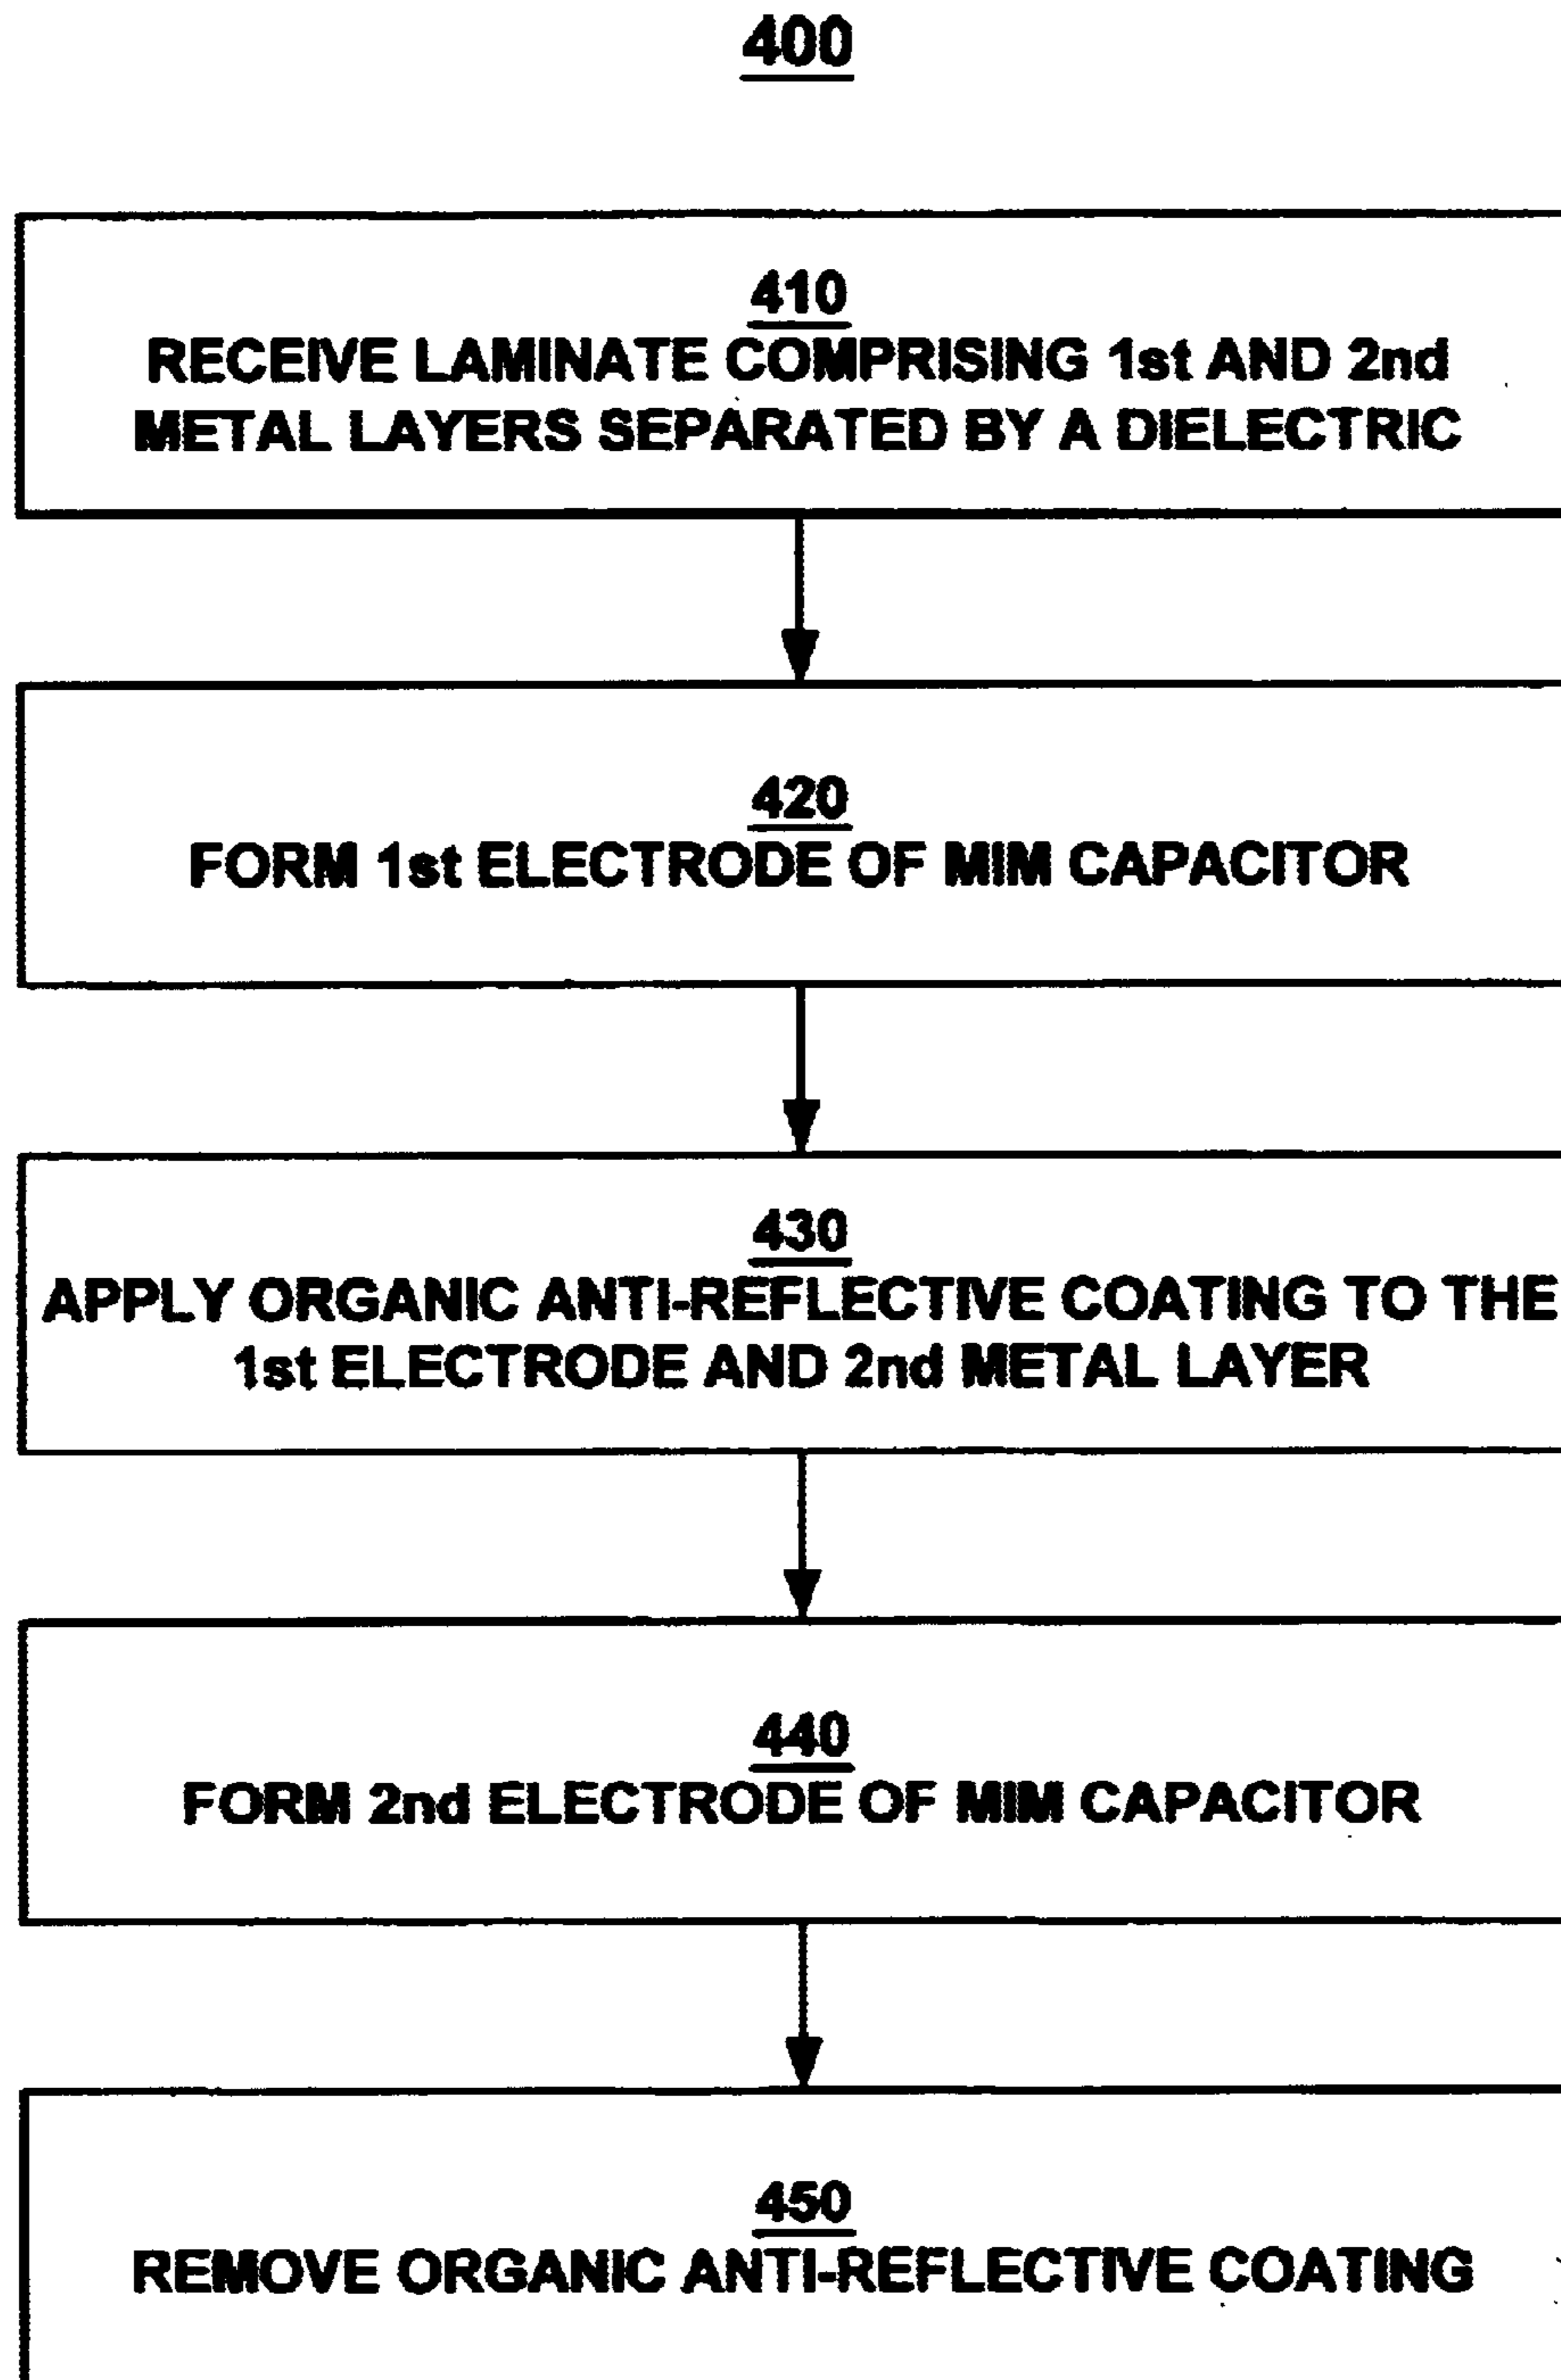 400
410
RECEIVE LAMINATE COMPRISING 1st AND 2nd
METAL LAYERS SEPARATED BY A DIELECTRIC
420
FORM 1st ELECTRODE OF MIM CAPACITOR
430
APPLY ORGANIC ANTI-REFLECTIVE COATING TO THE
1st ELECTRODE AND 2nd METAL LAYER
440
FORM 2nd ELECTRODE OF MIM CAPACITOR
450
REMOVE ORGANIC ANTI-REFLECTIVE COATING